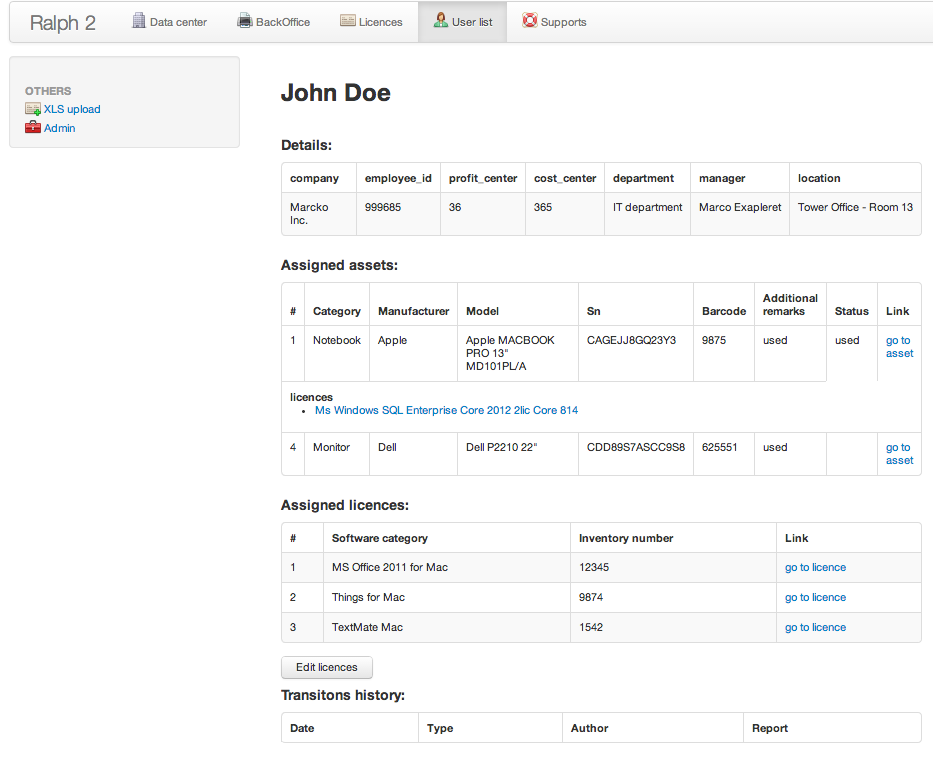 Ralph 2 Data center BackOffice Licences User list Supports
OTHERS
XLS upload
Admin
John Doe
Details:
company employee_id profit_center cost_center department manager location
Marcko Inc. 999685 36 365 IT department Marco Exapleret Tower Office - Room 13
Assigned assets:
# Category Manufacturer Model Sn Barcode Additional remarks Status Link
1 Notebook Apple Apple MACBOOK PRO 13" MD101PL/A CAGEJJ8GQ23Y3 9875 used used go to asset
licences
• Ms Windows SQL Enterprise Core 2012 2lic Core 814
4 Monitor Dell Dell P2210 22" CDD89S7ASCC9S8 625551 used go to asset
Assigned licences:
# Software category Inventory number Link
1 MS Office 2011 for Mac 12345 go to licence
2 Things for Mac 9874 go to licence
3 TextMate Mac 1542 go to licence
Edit licences
Transitons history:
Date Type Author Report